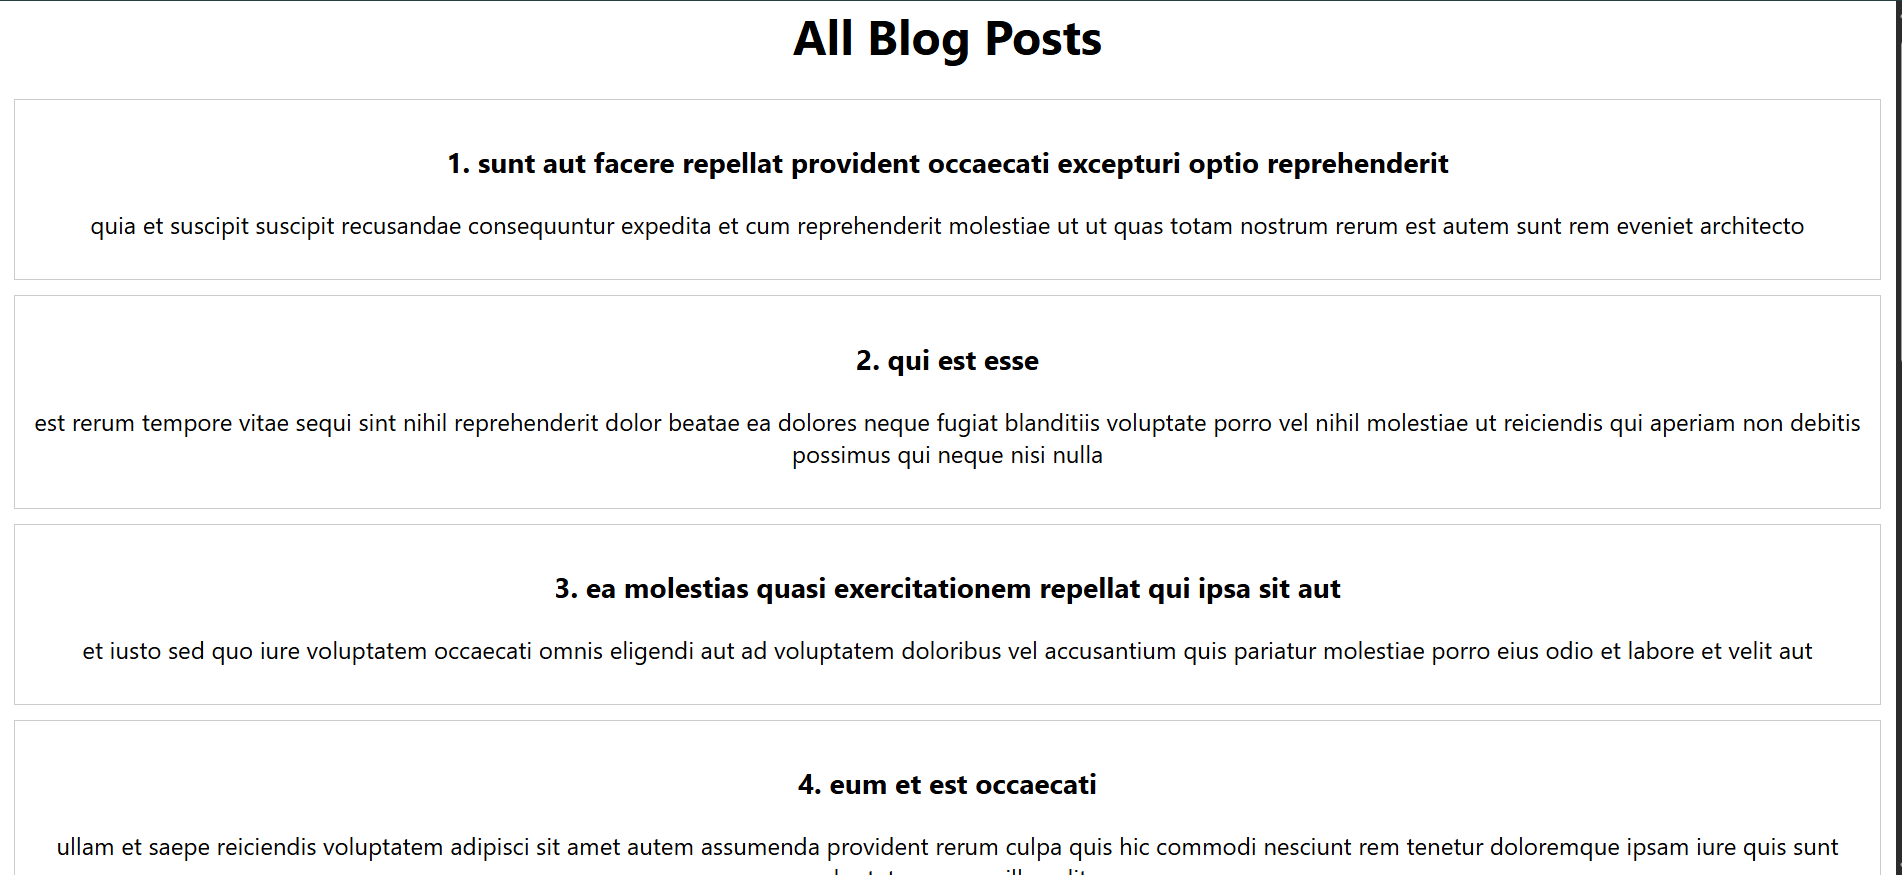 All Blog Posts
1. sunt aut facere repellat provident occaecati excepturi optio reprehenderit
quia et suscipit suscipit recusandae consequuntur expedita et cum reprehenderit molestiae ut ut quas totam nostrum rerum est autem sunt rem eveniet architecto
2. qui est esse
est rerum tempore vitae sequi sint nihil reprehenderit dolor beatae ea dolores neque fugiat blanditiis voluptate porro vel nihil molestiae ut reiciendis qui aperiam non debitis
possimus qui neque nisi nulla
3. ea molestias quasi exercitationem repellat qui ipsa sit aut
et iusto sed quo iure voluptatem occaecati omnis eligendi aut ad voluptatem doloribus vel accusantium quis pariatur molestiae porro eius odio et labore et velit aut
4. eum et est occaecati
ullam et saepe reiciendis voluptatem adipisci sit amet autem assumenda provident rerum culpa quis hic commodi nesciunt rem tenetur doloremque ipsam iure quis sunt